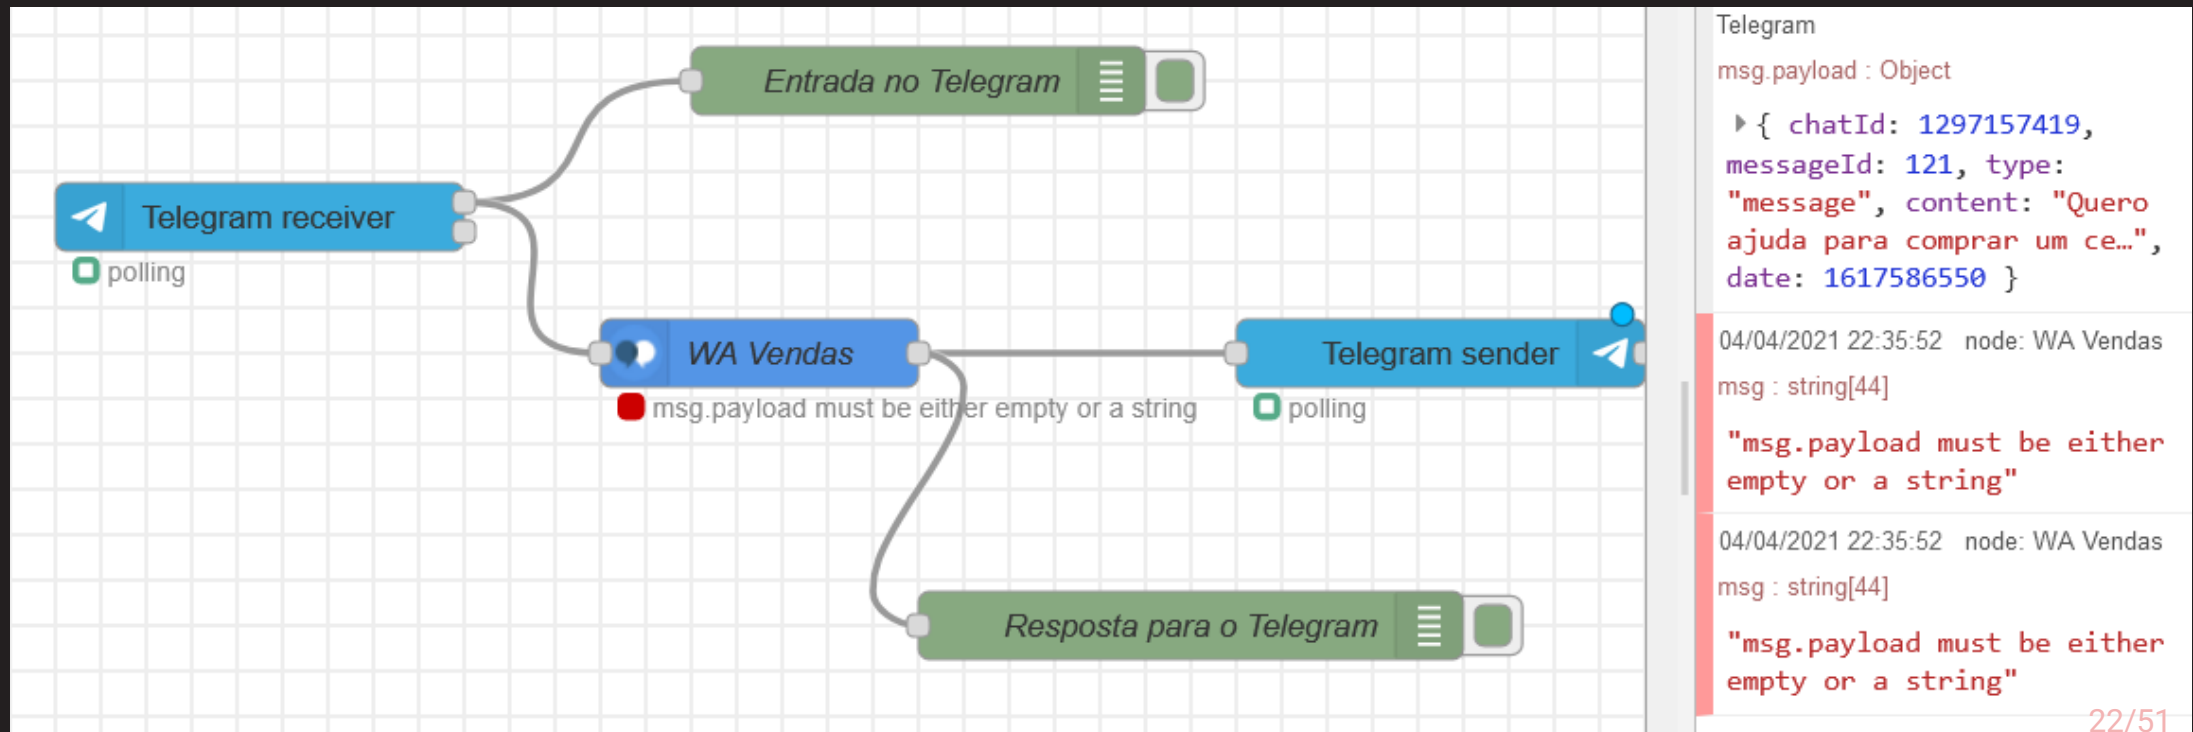 Entrada no Telegram
Telegram receiver
polling
WA Vendas
msg.payload must be either empty or a string
Telegram sender
polling
Resposta para o Telegram
Telegram
msg.payload : Object
{ chatId: 1297157419,
messageId: 121, type:
"message", content: "Quero
ajuda para comprar um ce…",
date: 1617586550 }
04/04/2021 22:35:52 node: WA Vendas
msg : string[44]
"msg.payload must be either
empty or a string"
04/04/2021 22:35:52 node: WA Vendas
msg : string[44]
"msg.payload must be either
empty or a string"
22/51